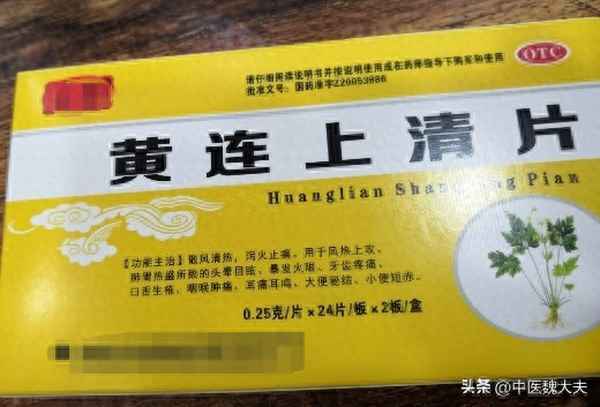 请仔细阅读说明书并按说明使用或在药师指导下购买和使用
批准文号：国药准字Z20053886
OTC
黄连上清片
Huanglian Shangqing Pian
【功能主治】散风清热，泻火止痛。用于风热上攻、
肺胃热盛所致的头晕目眩、暴发火眼、牙齿疼痛、
口舌生疮、咽喉肿痛、耳痛耳鸣、大便秘结、小便短赤。
0.25克/片×24片/板×2板/盒
头条 @中医魏大夫